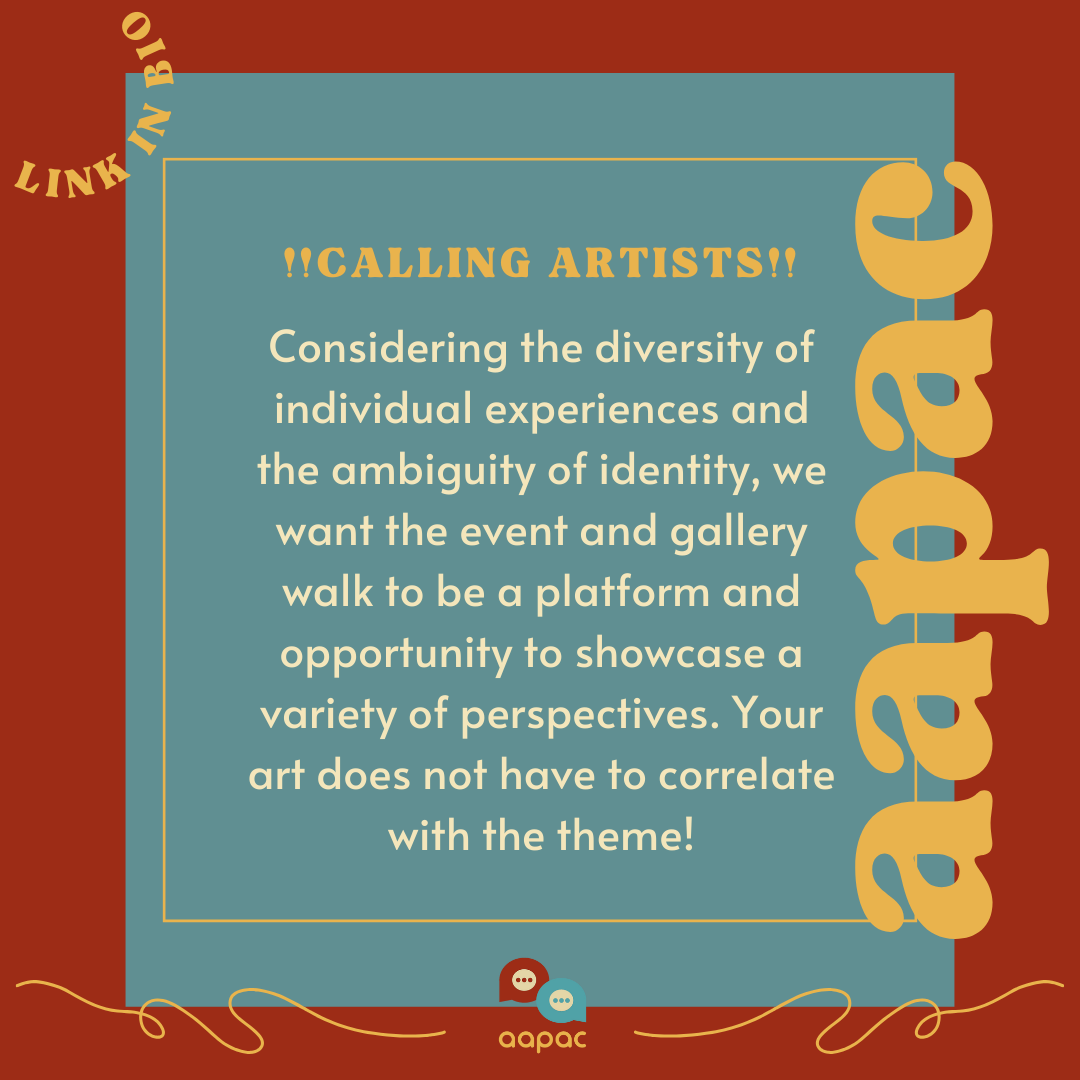 LINK IN BIO
!!CALLING ARTISTS!!
Considering the diversity of
individual experiences and
the ambiguity of identity, we
want the event and gallery
walk to be a platform and
opportunity to showcase a
variety of perspectives. Your
art does not have to correlate
with the theme!
aapac
aapac